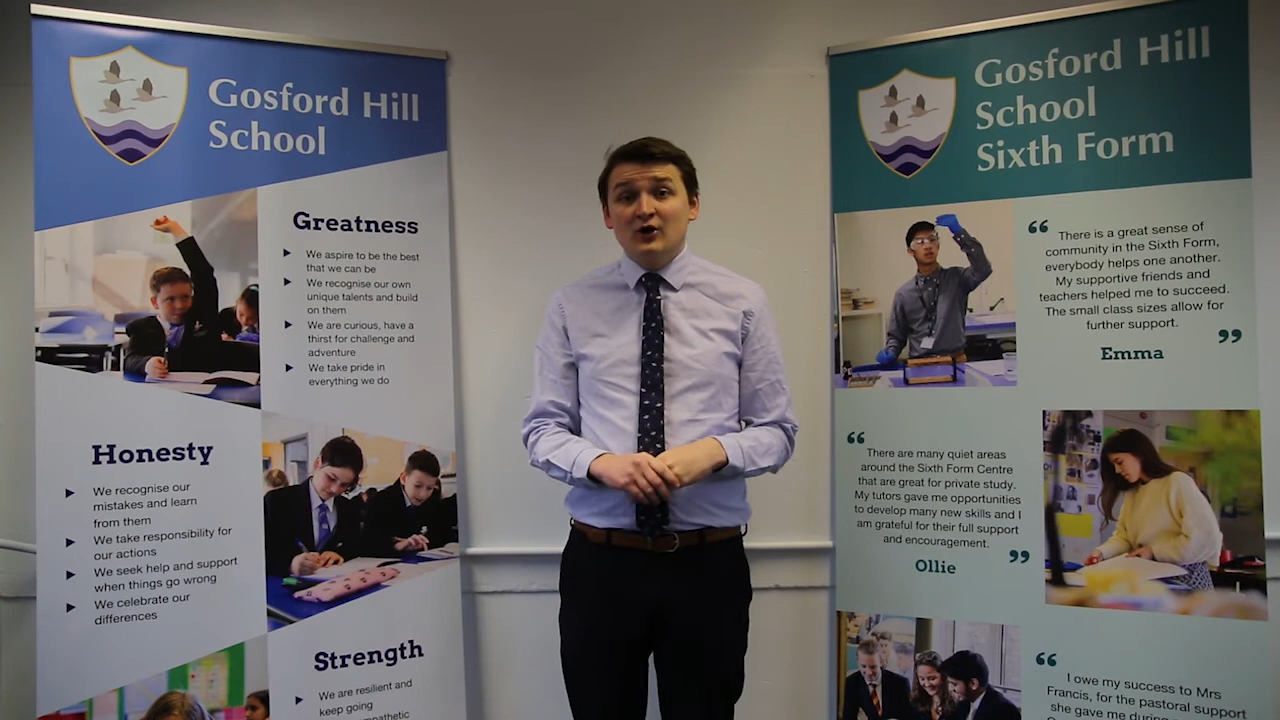 Gosford Hill
School
Greatness
We aspire to be the best
that we can be
We recognise our own
unique talents and build
on them
We are curious, have a
thirst for challenge and
adventure
We take pride in
everything we do
Honesty
We recognise our
mistakes and learn
from them
We take responsibility for
our actions
We seek help and support
when things go wrong
We celebrate our
differences
Strength
We are resilient and
keep going
Gosford Hill
School
Sixth Form
“ There is a great sense of
community in the Sixth Form,
everybody helps one another.
My supportive friends and
teachers helped me to succeed.
The small class sizes allow for
further support. ”
Emma
“ There are many quiet areas
around the Sixth Form Centre
that are great for private study.
My tutors gave me opportunities
to develop many new skills and I
am grateful for their full support
and encouragement. ”
Ollie
“ I owe my success to Mrs
Francis, for the pastoral support
she gave me during